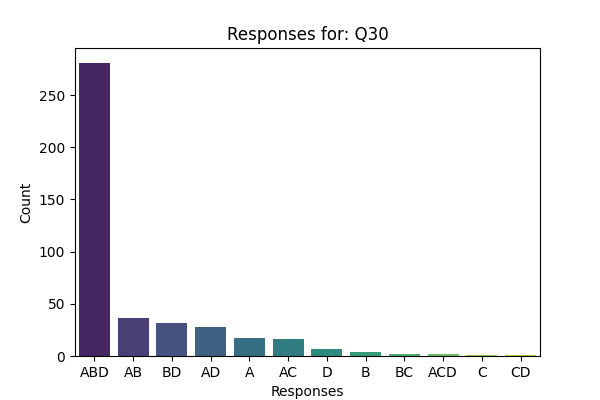 Responses for: Q30
250
200
150
100
50
0
Count
ABD AB BD AD A AC D B BC ACD C CD
Responses